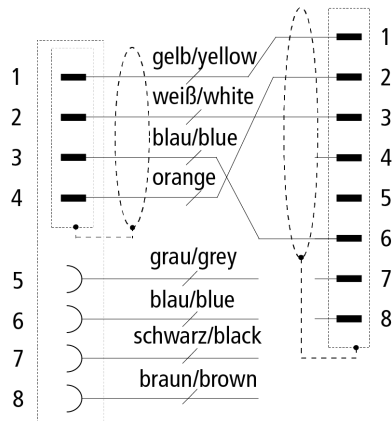 gelb/yellow
1
1
weiß/white
2
2
3
blau/blue
3
4
orange
4
5
6
grau/grey
5
7
blau/blue
6
8
schwarz/black
7
braun/brown
8